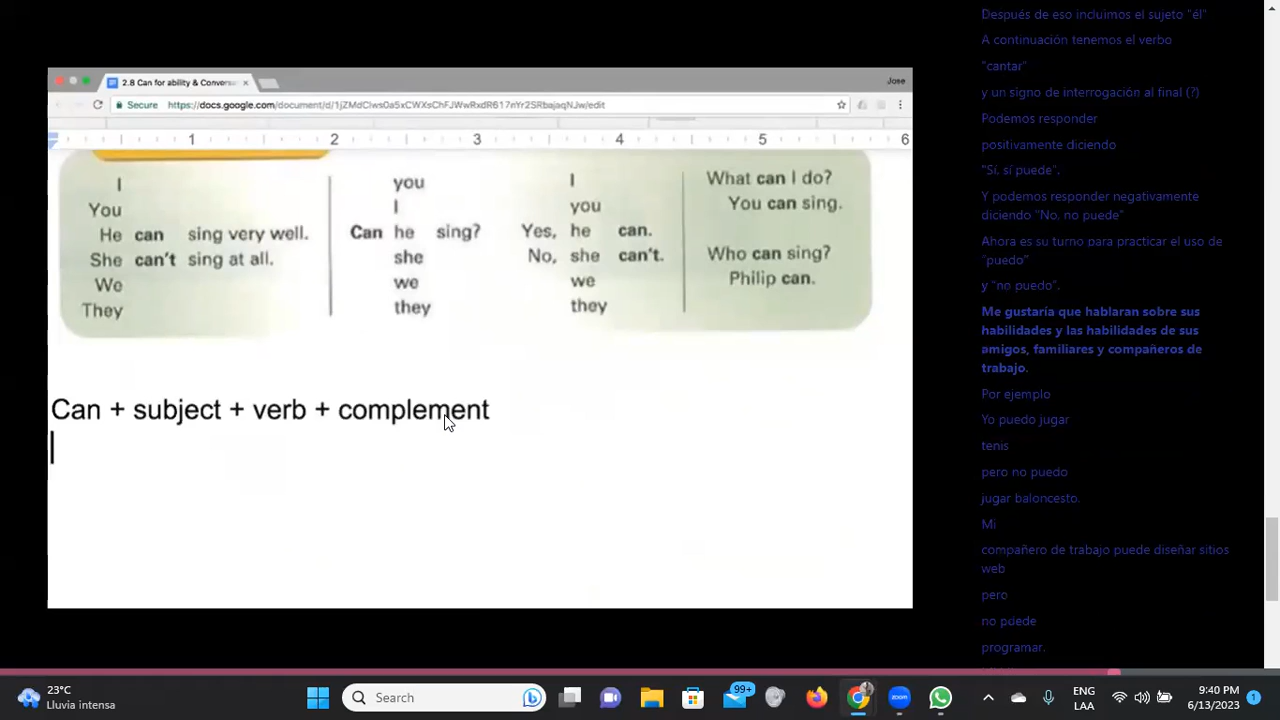 2.8 Can for ability & Conversa
Jose
Secure https://docs.google.com/document/d/1jZMdCiws0a5xCWXsChFJWwRxdR617nYr2SRbajaqNJw/edit
1 2 3 4 5 6
I
You
He can sing very well.
She can't sing at all.
We
They
you
I
Can he sing?
she
we
they
I
you
Yes, he can.
No, she can't.
we
they
What can I do?
You can sing.
Who can sing?
Philip can.
Can + subject + verb + complement
Después de eso incluimos el sujeto "él"
A continuación tenemos el verbo
"cantar"
y un signo de interrogación al final (?)
Podemos responder
positivamente diciendo
"Sí, sí puede".
Y podemos responder negativamente
diciendo "No, no puede"
Ahora es su turno para practicar el uso de
"puedo"
y "no puedo".
Me gustaría que hablaran sobre sus
habilidades y las habilidades de sus
amigos, familiares y compañeros de
trabajo.
Por ejemplo
Yo puedo jugar
tenis
pero no puedo
jugar baloncesto.
Mi
compañero de trabajo puede diseñar sitios
web
pero
no puede
programar.
23°C
Lluvia intensa
Search
99+
zoom
ENG
LAA
9:40 PM
6/13/2023
1